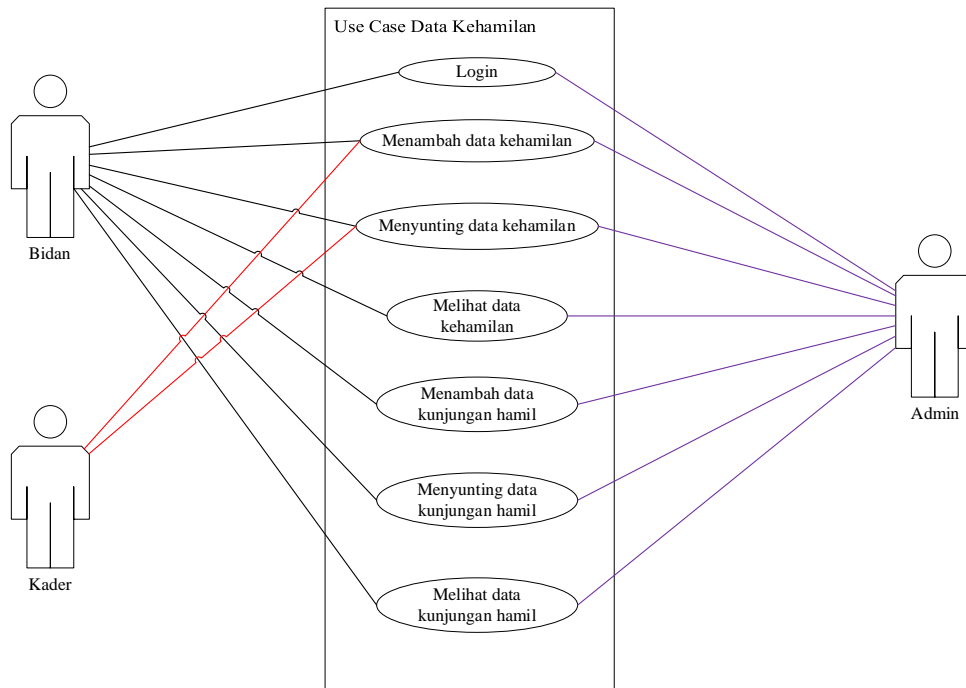 Use Case Data Kehamilan
Login
Menambah data kehamilan
Menyunting data kehamilan
Melihat data
kehamilan
Menambah data
kunjungan hamil
Menyunting data
kunjungan hamil
Melihat data
kunjungan hamil
Bidan
Kader
Admin